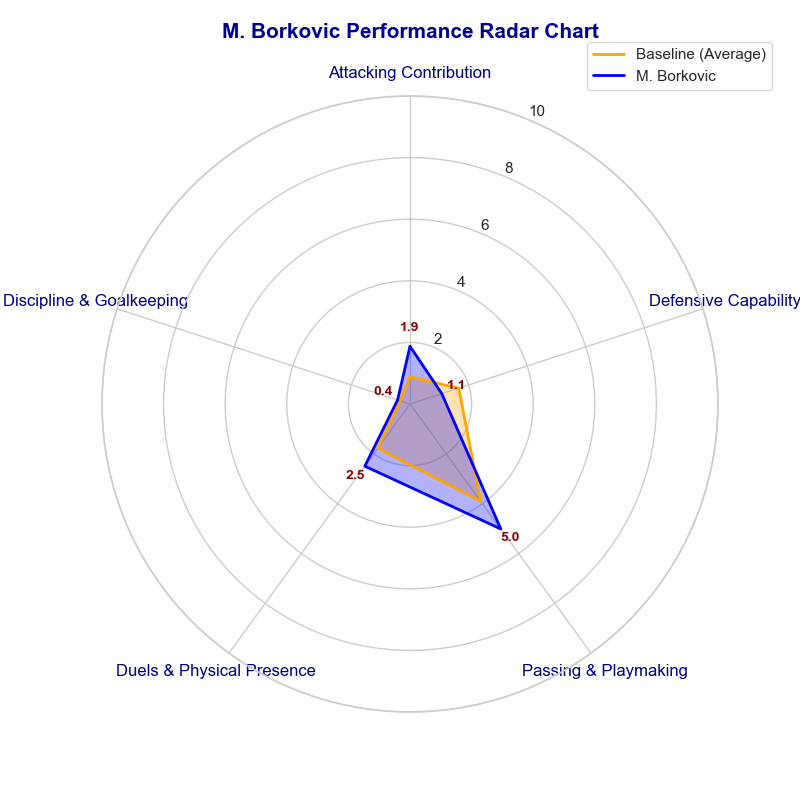 M. Borkovic Performance Radar Chart
Baseline (Average)
M. Borkovic
Attacking Contribution
10
8
6
4
2
Discipline & Goalkeeping
Defensive Capability
1.9
0.4
1.1
2.5
5.0
Duels & Physical Presence
Passing & Playmaking